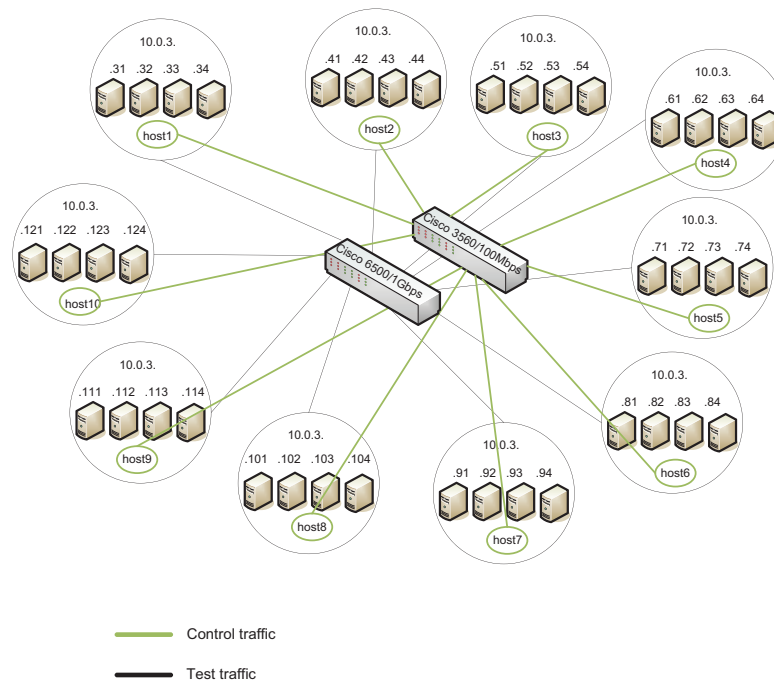 10.0.3.
.31 .32 .33 .34
host1
10.0.3.
.41 .42 .43 .44
host2
10.0.3.
.51 .52 .53 .54
host3
10.0.3.
.61 .62 .63 .64
host4
10.0.3.
.121 .122 .123 .124
host10
Cisco 3560/100Mbps
Cisco 6500/1Gbps
10.0.3.
.71 .72 .73 .74
host5
10.0.3.
.111 .112 .113 .114
host9
10.0.3.
.101 .102 .103 .104
host8
10.0.3.
.91 .92 .93 .94
host7
10.0.3.
.81 .82 .83 .84
host6
Control traffic
Test traffic